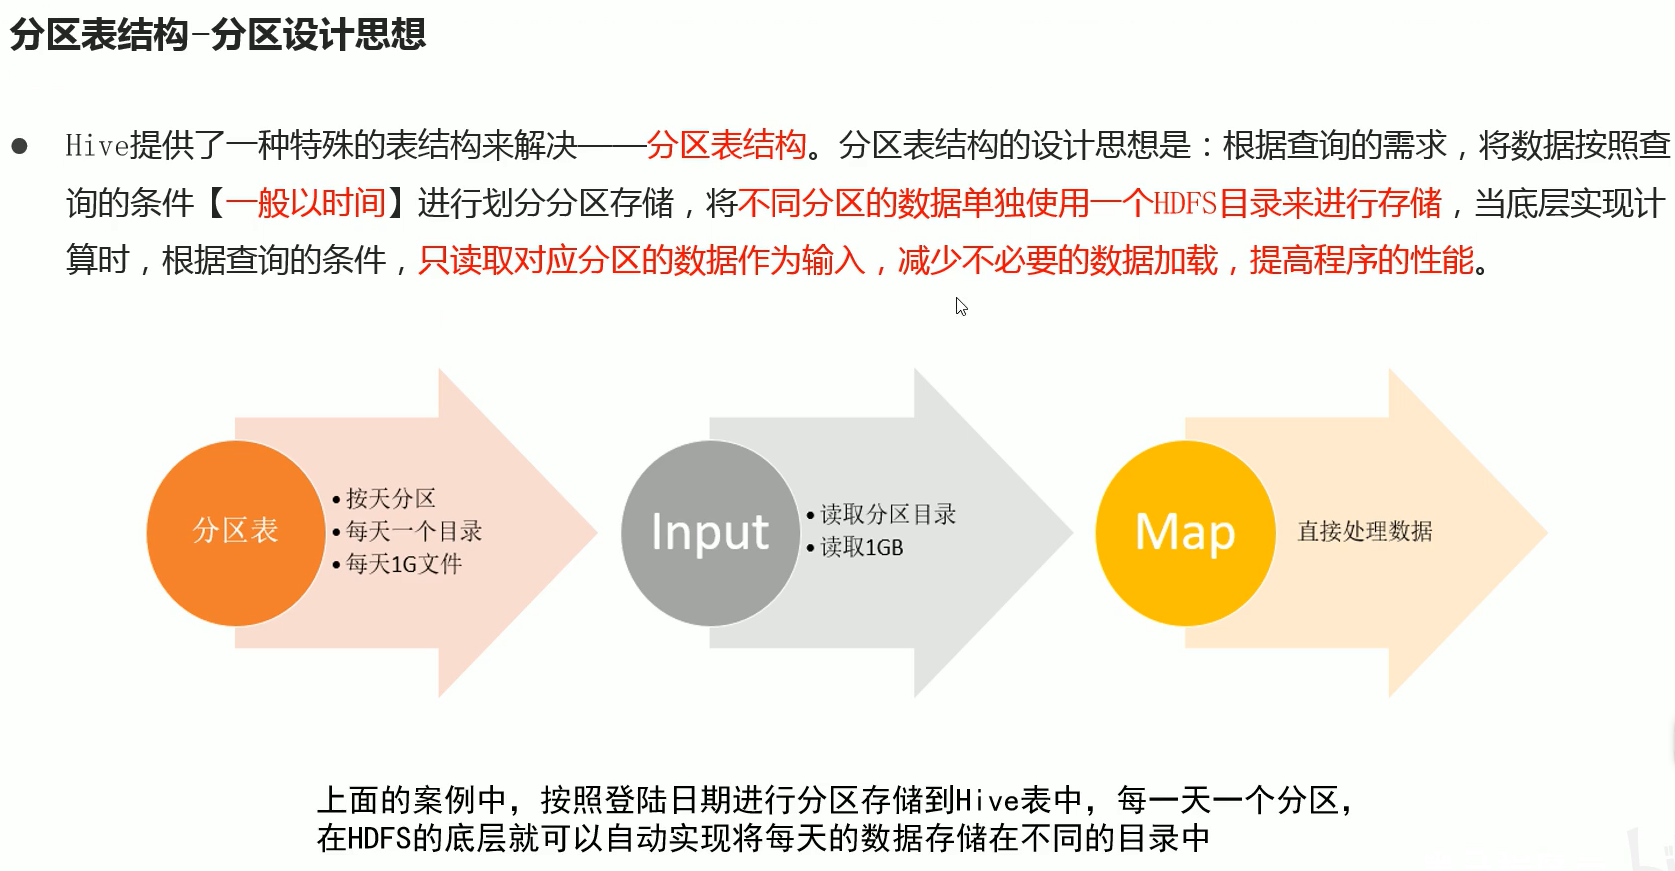 分区表结构-分区设计思想
● Hive提供了一种特殊的表结构来解决——分区表结构。分区表结构的设计思想是：根据查询的需求，将数据按照查
询的条件【一般以时间】进行划分分区存储，将不同分区的数据单独使用一个HDFS目录来进行存储，当底层实现计
算时，根据查询的条件，只读取对应分区的数据作为输入，减少不必要的数据加载，提高程序的性能。
分区表
•按天分区
•每天一个目录
•每天1G文件
Input
•读取分区目录
•读取1GB
Map
直接处理数据
上面的案例中，按照登陆日期进行分区存储到Hive表中，每一天一个分区，
在HDFS的底层就可以自动实现将每天的数据存储在不同的目录中